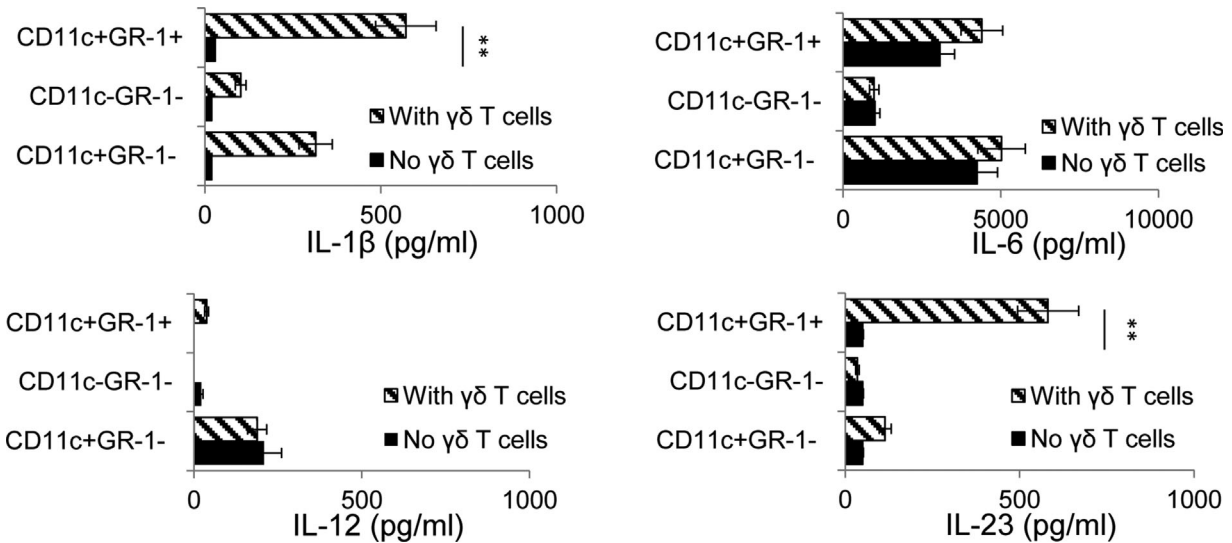 CD11c+GR-1+
CD11c-GR-1-
CD11c+GR-1-
**
With γδ T cells
No γδ T cells
0
500
1000
IL-1β (pg/ml)
CD11c+GR-1+
CD11c-GR-1-
CD11c+GR-1-
With γδ T cells
No γδ T cells
0
5000
10000
IL-6 (pg/ml)
CD11c+GR-1+
CD11c-GR-1-
CD11c+GR-1-
With γδ T cells
No γδ T cells
0
500
1000
IL-12 (pg/ml)
CD11c+GR-1+
CD11c-GR-1-
CD11c+GR-1-
**
With γδ T cells
No γδ T cells
0
500
1000
IL-23 (pg/ml)